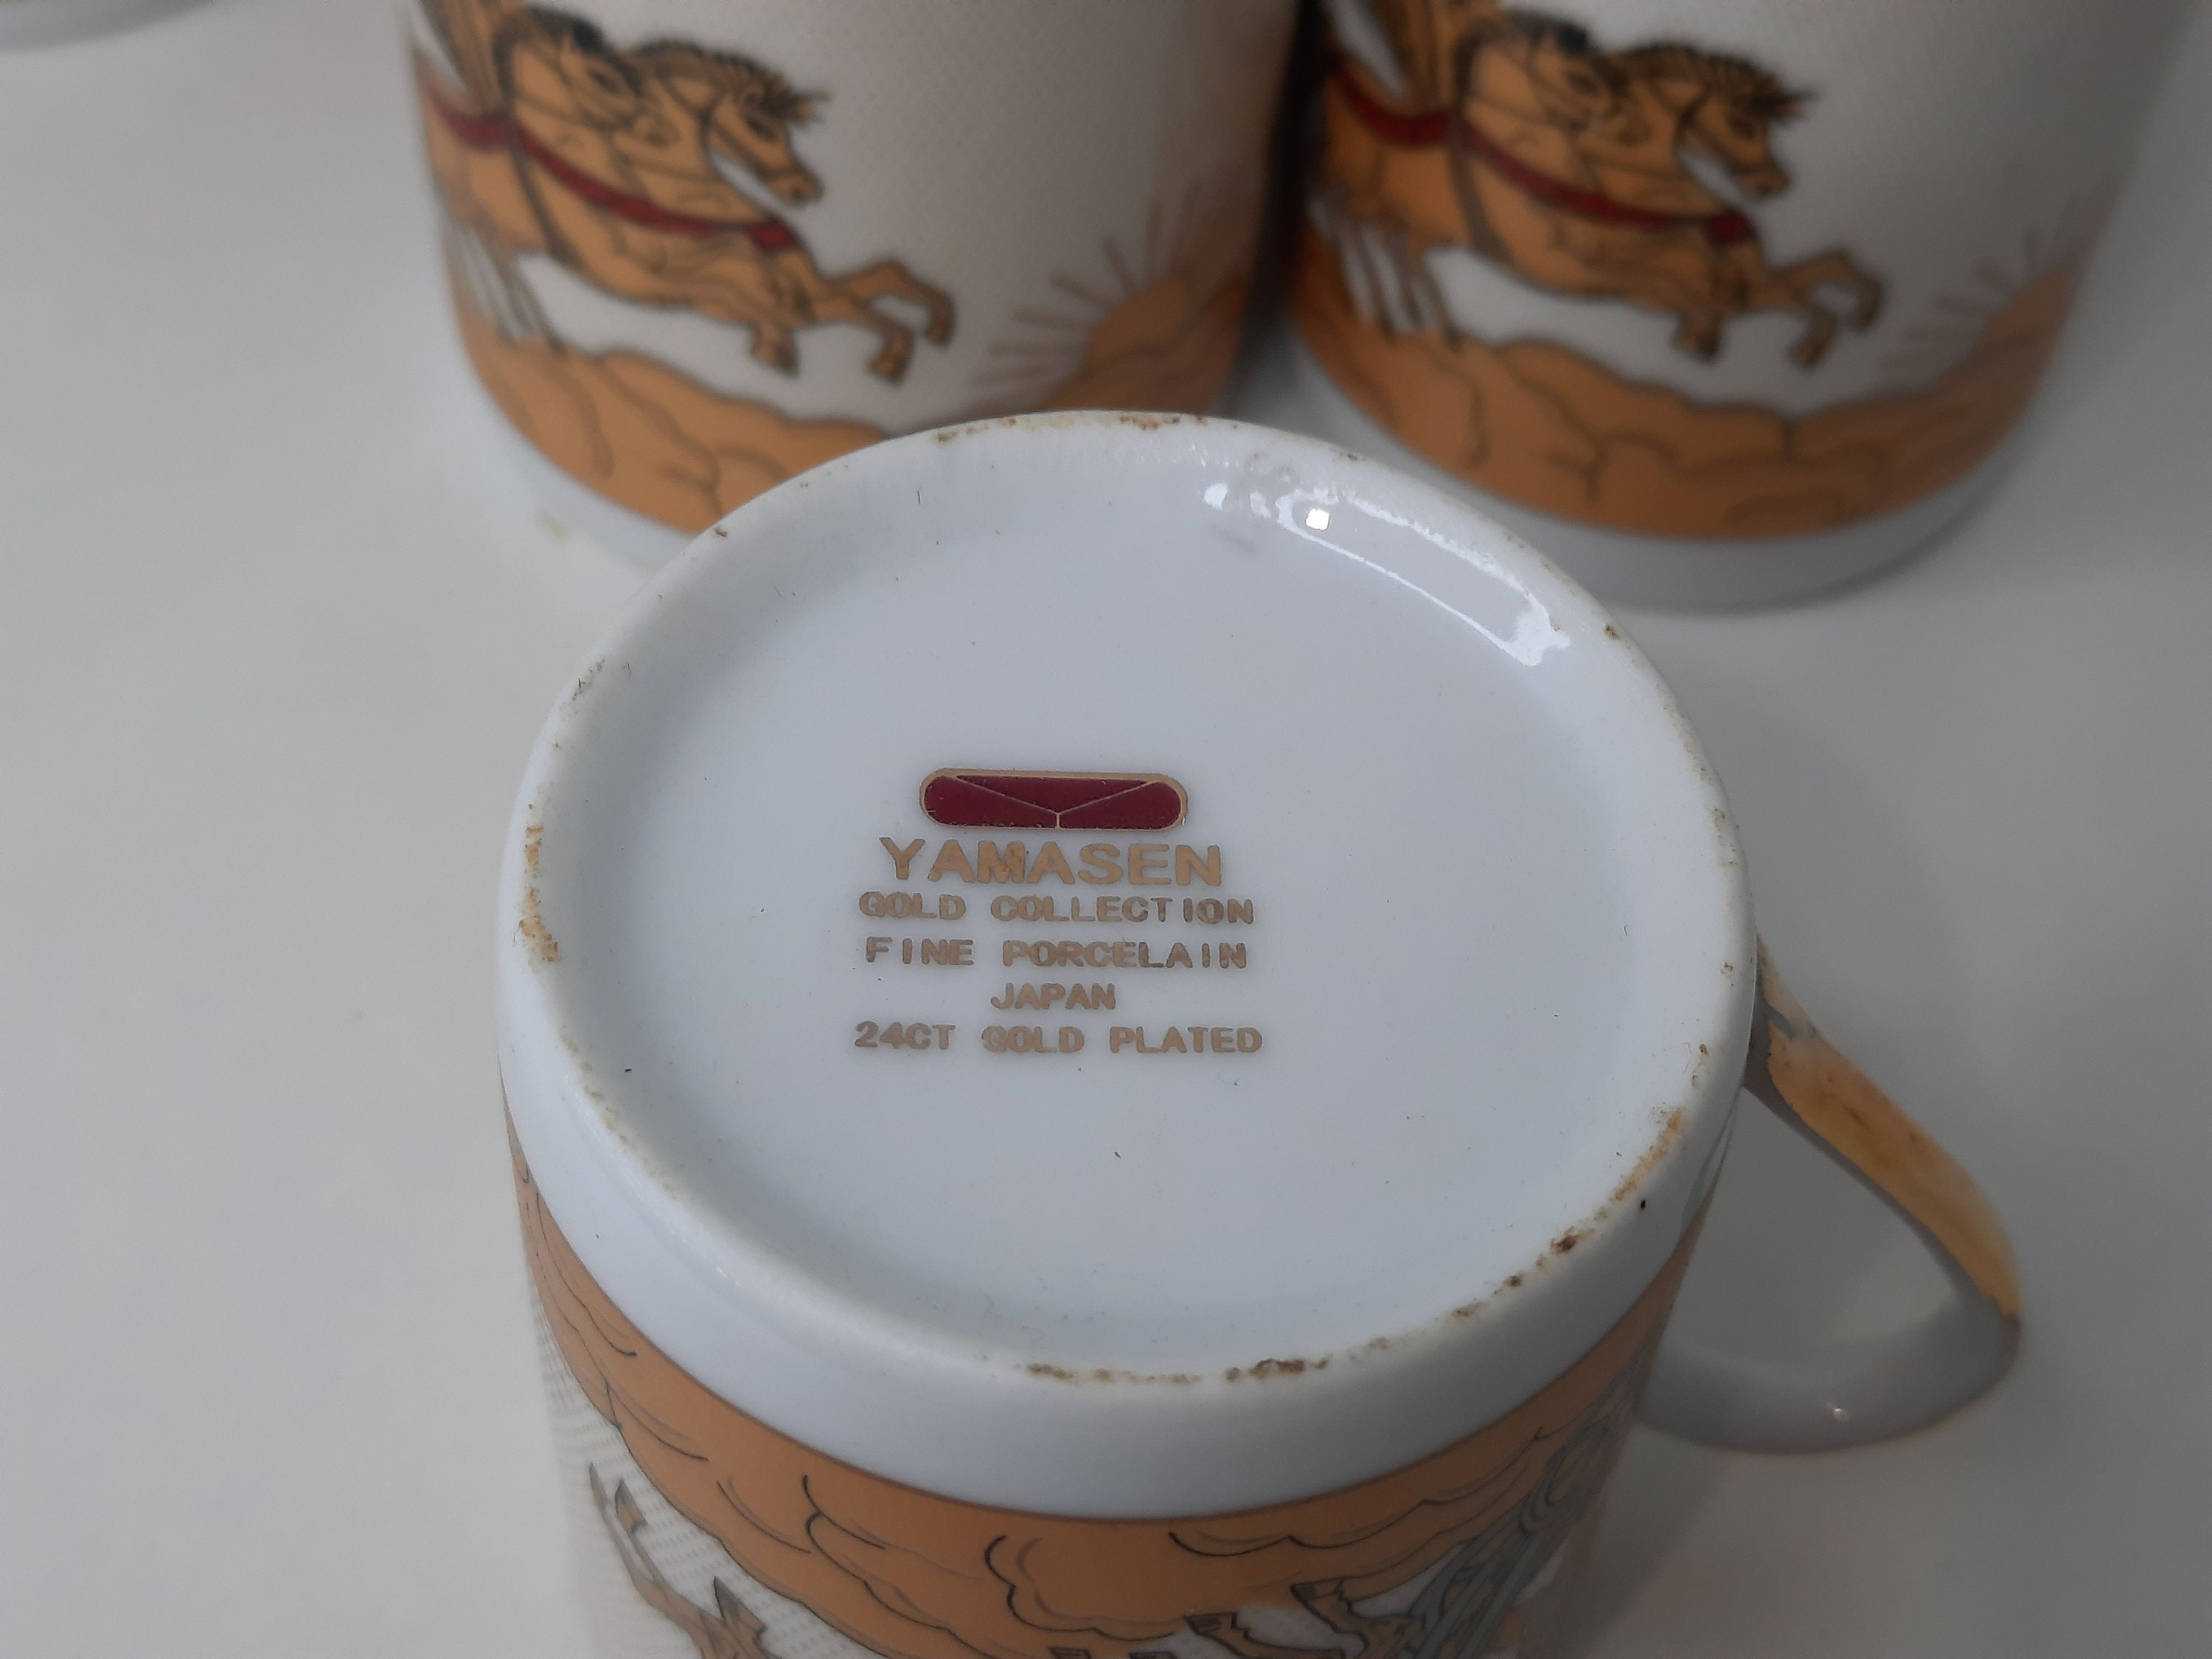 YAMASEN
GOLD COLLECTION
FINE PORCELAIN
JAPAN
24CT GOLD PLATED